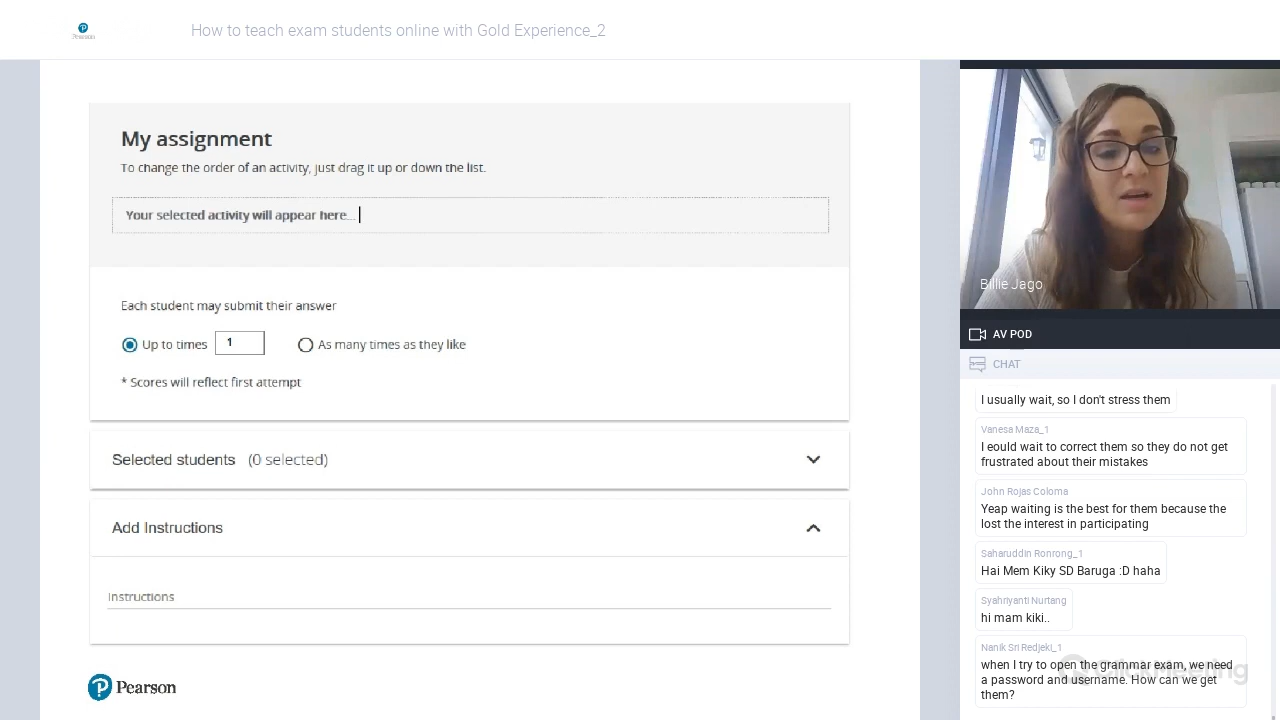 Pearson
How to teach exam students online with Gold Experience_2
My assignment
To change the order of an activity, just drag it up or down the list.
Your selected activity will appear here...
Each student may submit their answer
Up to times 1
As many times as they like
* Scores will reflect first attempt
Selected students (0 selected)
Add Instructions
Instructions
Pearson
Billie Jago
AV POD
CHAT
I usually wait, so I don't stress them
Vanesa Maza_1
I eould wait to correct them so they do not get
frustrated about their mistakes
John Rojas Coloma
Yeap waiting is the best for them because the
lost the interest in participating
Saharuddin Ronrong_1
Hai Mem Kiky SD Baruga :D haha
Syahriyanti Nurtang
hi mam kiki..
Nanik Sri Redjeki_1
when I try to open the grammar exam, we need
a password and username. How can we get
them?
ClickMeeting